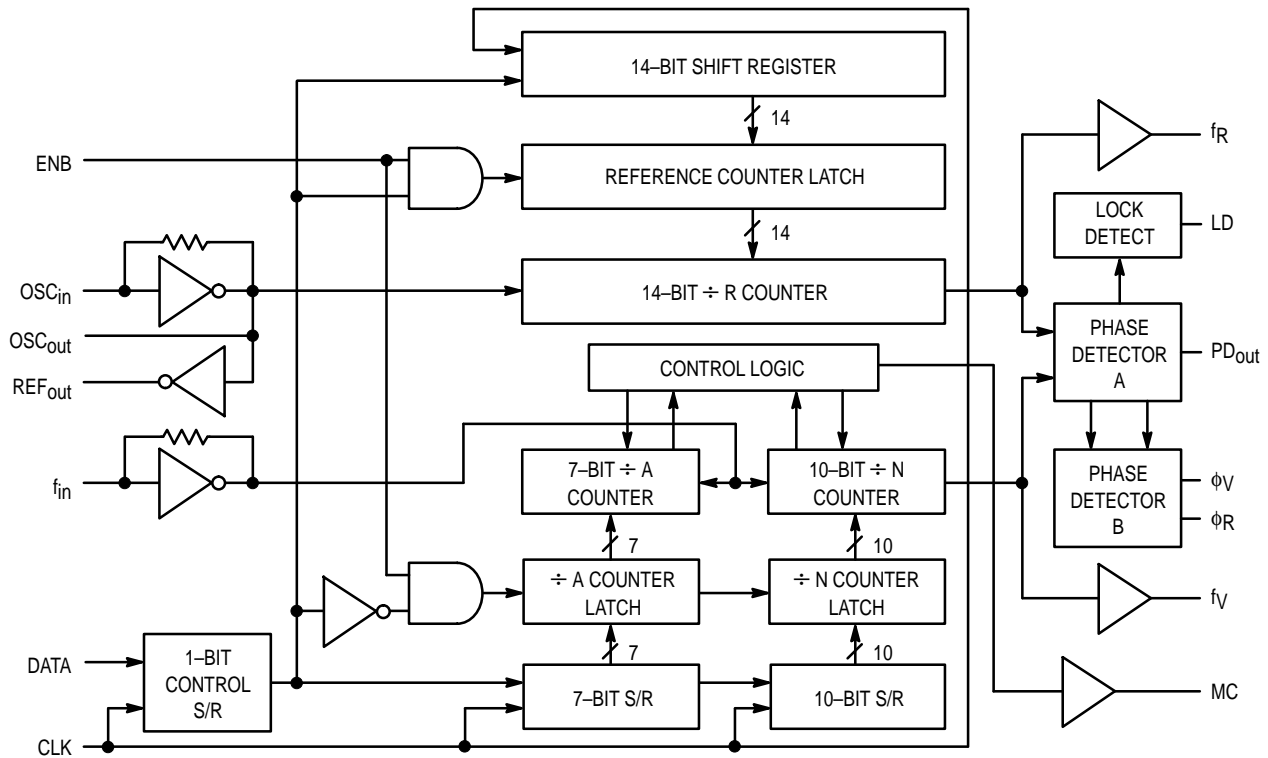 14–BIT SHIFT REGISTER
14
fR
ENB
REFERENCE COUNTER LATCH
LOCK
DETECT
LD
14
OSCin
14–BIT ÷ R COUNTER
OSCout
PHASE
DETECTOR
A
PDout
CONTROL LOGIC
REFout
fin
7–BIT ÷ A
COUNTER
10–BIT ÷ N
COUNTER
PHASE
DETECTOR
B
ϕV
ϕR
7
10
÷ A COUNTER
LATCH
÷ N COUNTER
LATCH
fV
DATA
1–BIT
CONTROL
S/R
7
10
7–BIT S/R
10–BIT S/R
MC
CLK